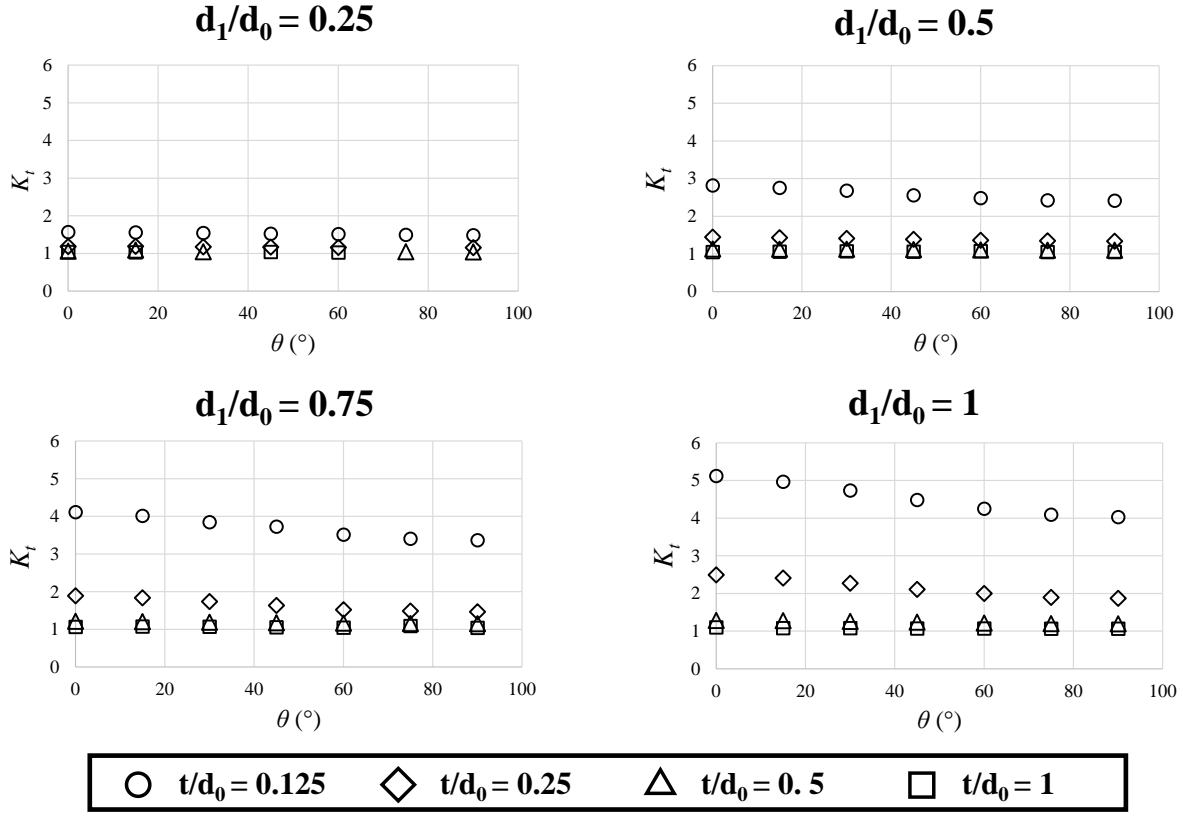 d₁/d₀ = 0.25
6
5
4
3
2
1
0
Kₜ
0 20 40 60 80 100
θ (°)
d₁/d₀ = 0.5
6
5
4
3
2
1
0
Kₜ
0 20 40 60 80 100
θ (°)
d₁/d₀ = 0.75
6
5
4
3
2
1
0
Kₜ
0 20 40 60 80 100
θ (°)
d₁/d₀ = 1
6
5
4
3
2
1
0
Kₜ
0 20 40 60 80 100
θ (°)
t/d₀ = 0.125 t/d₀ = 0.25 t/d₀ = 0. 5 t/d₀ = 1